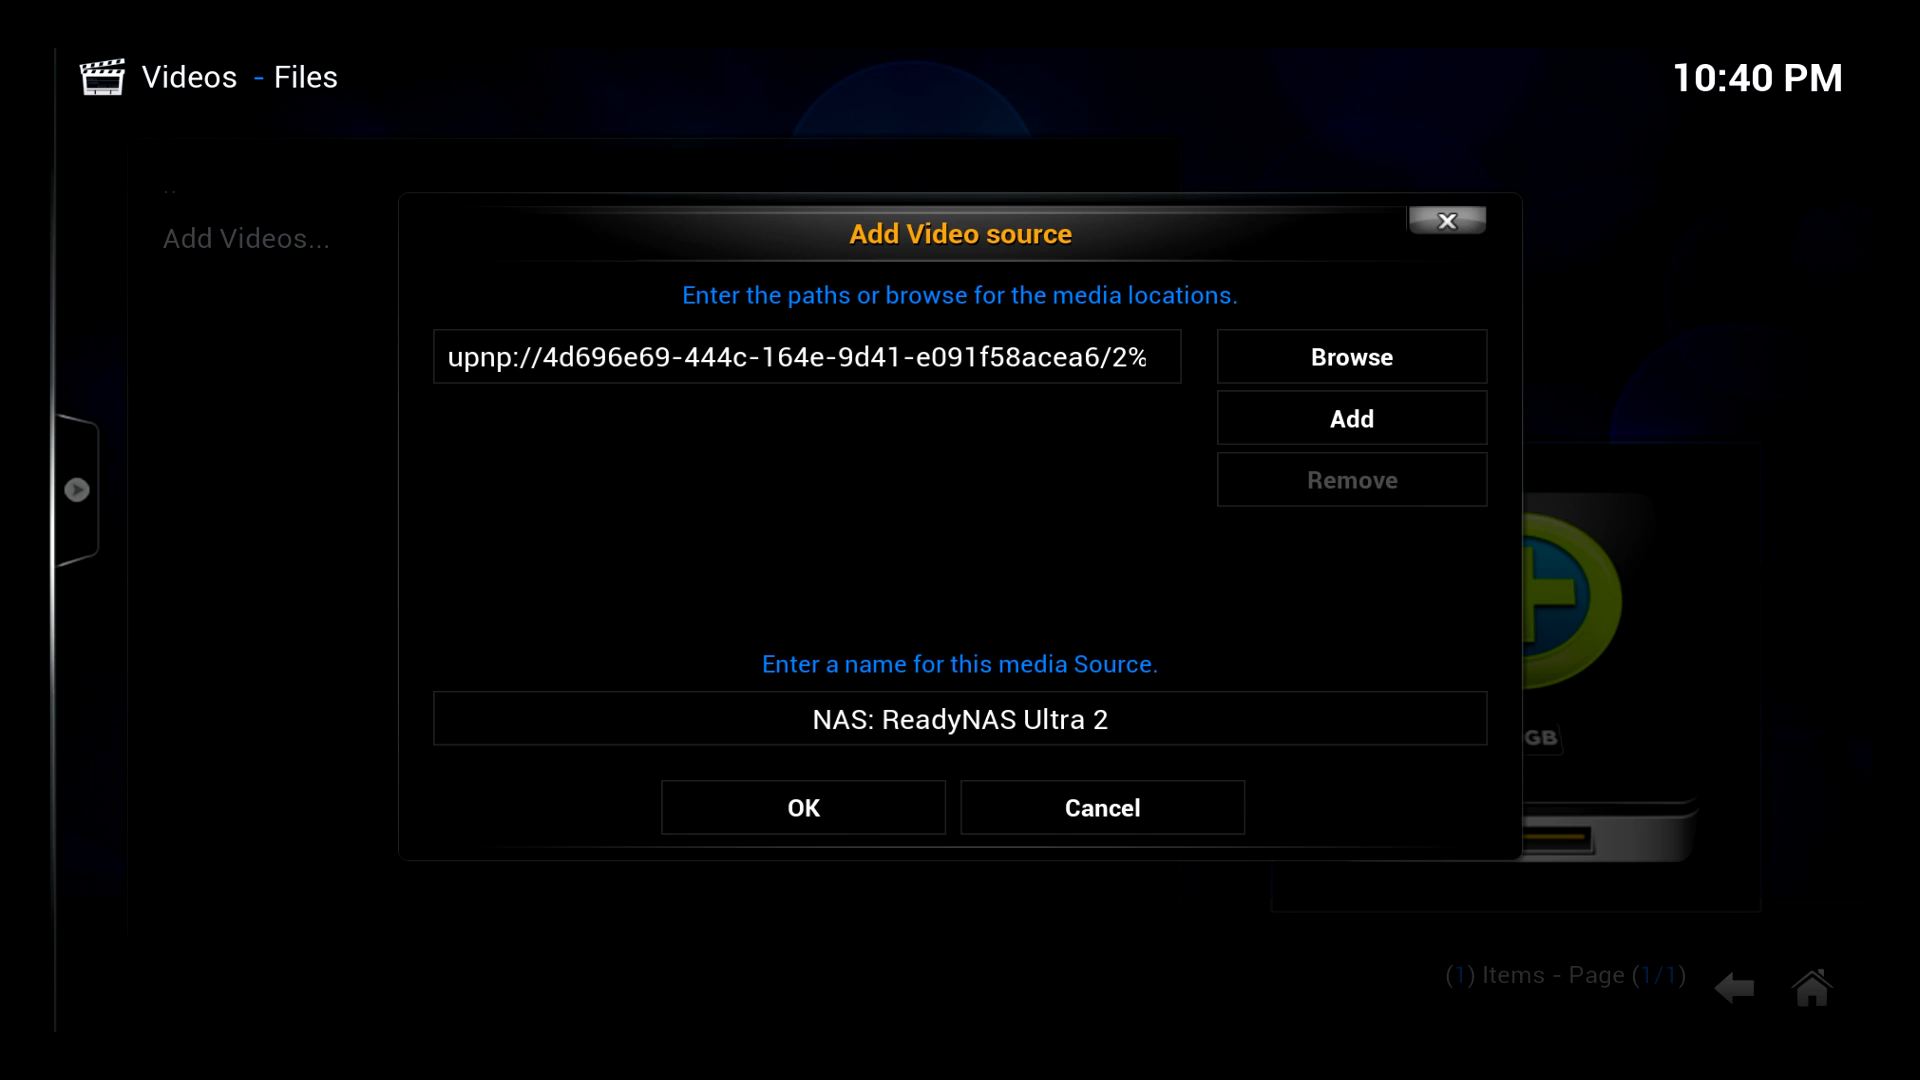 Videos - Files
10:40 PM
..
Add Videos...
Add Video source
X
Enter the paths or browse for the media locations.
upnp://4d696e69-444c-164e-9d41-e091f58acea6/2%
Browse
Add
Remove
Enter a name for this media Source.
NAS: ReadyNAS Ultra 2
GB
OK
Cancel
(1) Items - Page (1/1)